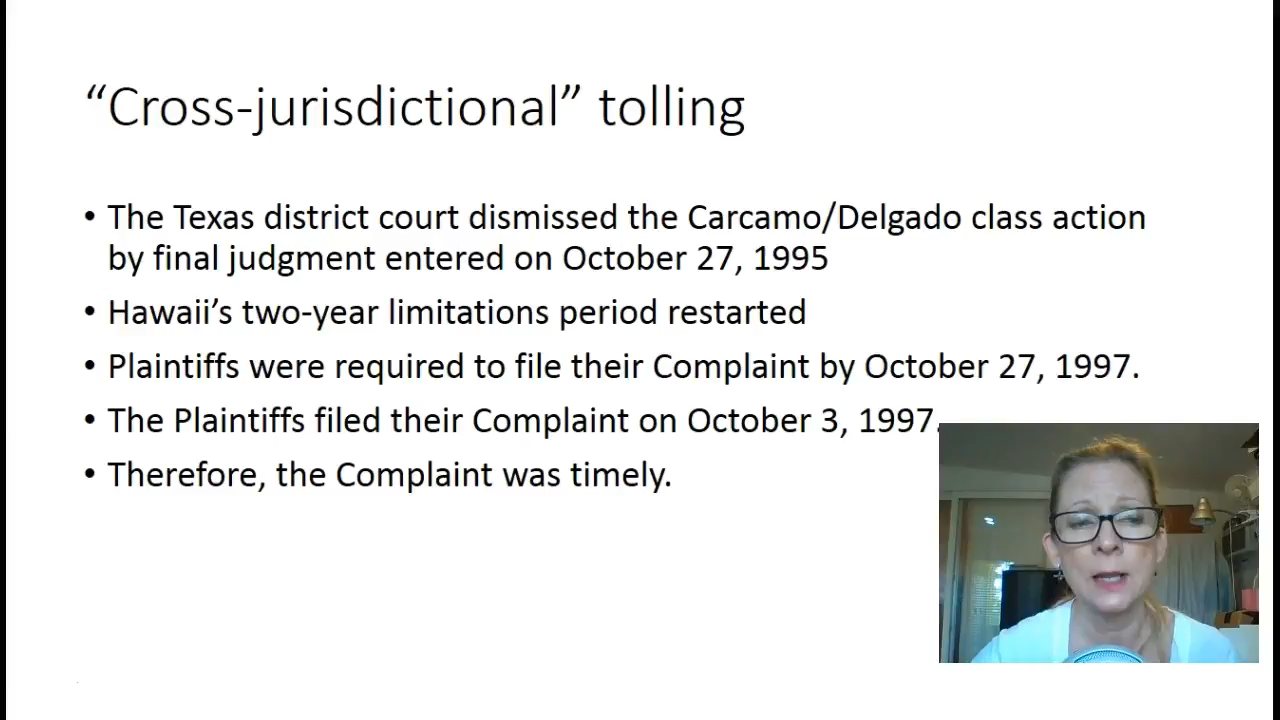 “Cross-jurisdictional” tolling
• The Texas district court dismissed the Carcamo/Delgado class action
by final judgment entered on October 27, 1995
• Hawaii’s two-year limitations period restarted
• Plaintiffs were required to file their Complaint by October 27, 1997.
• The Plaintiffs filed their Complaint on October 3, 1997.
• Therefore, the Complaint was timely.